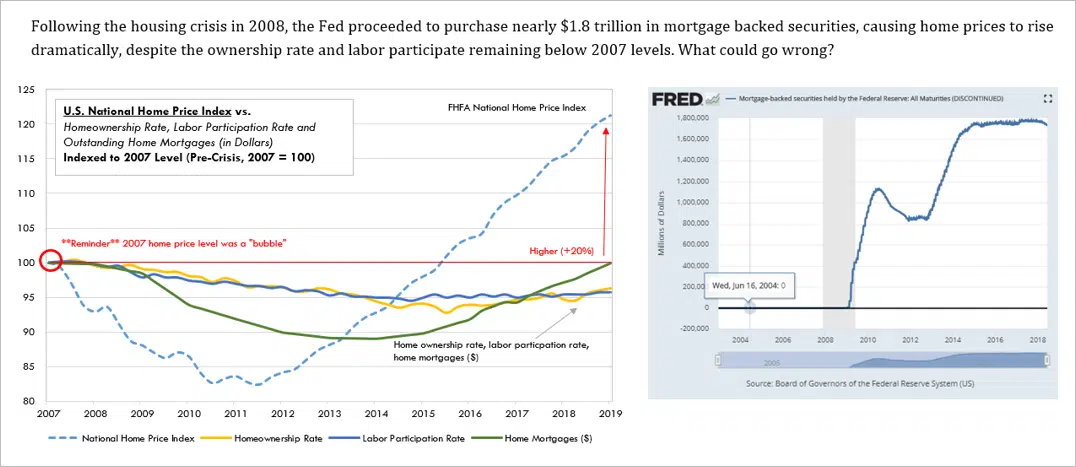 Following the housing crisis in 2008, the Fed proceeded to purchase nearly $1.8 trillion in mortgage backed securities, causing home prices to rise
dramatically, despite the ownership rate and labor participate remaining below 2007 levels. What could go wrong?
125
120
115
110
105
100
95
90
85
80
U.S. National Home Price Index vs.
Homeownership Rate, Labor Participation Rate and
Outstanding Home Mortgages (in Dollars)
Indexed to 2007 Level (Pre-Crisis, 2007 = 100)
FHFA National Home Price Index
**Reminder** 2007 home price level was a "bubble"
Higher (+20%)
Home ownership rate, labor particpation rate,
home mortgages ($)
2007 2008 2009 2010 2011 2012 2013 2014 2015 2016 2017 2018 2019
National Home Price Index Homeownership Rate Labor Participation Rate Home Mortgages ($)
FRED Mortgage-backed securities held by the Federal Reserve: All Maturities (DISCONTINUED)
Millions of Dollars
1,800,000
1,600,000
1,400,000
1,200,000
1,000,000
800,000
600,000
400,000
200,000
0
-200,000
Wed, Jun 16, 2004: 0
2004 2006 2008 2010 2012 2014 2016 2018
2005
Source: Board of Governors of the Federal Reserve System (US)